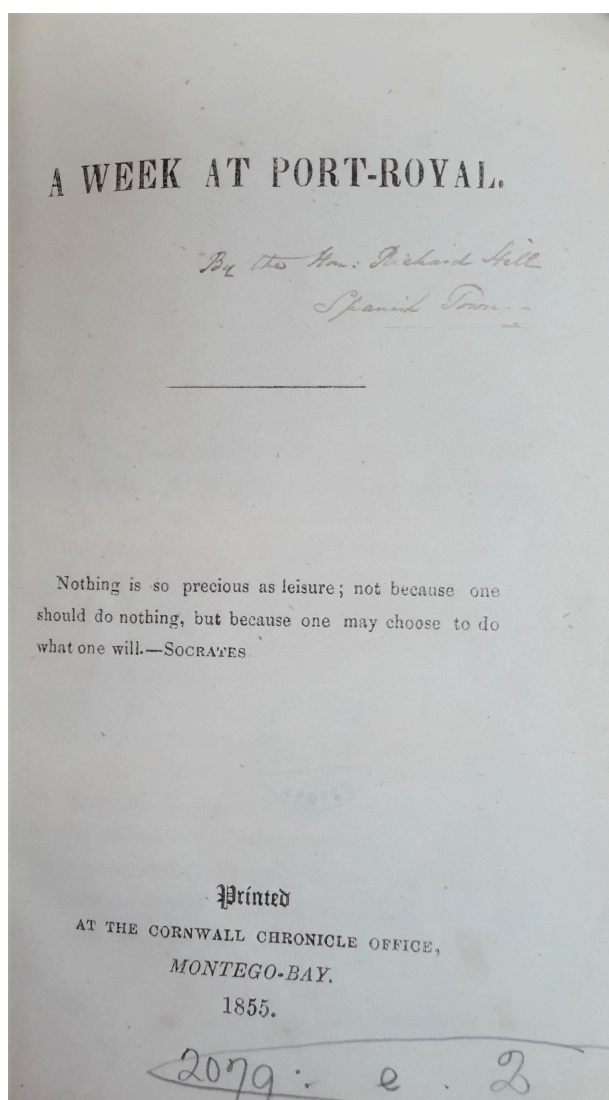 A WEEK AT PORT-ROYAL.
By the Hon: Richard Hill
Spanish Town.
Nothing is so precious as leisure; not because one
should do nothing, but because one may choose to do
what one will.—SOCRATES
Printed
AT THE CORNWALL CHRONICLE OFFICE,
MONTEGO-BAY.
1855.
2079 : e . 2